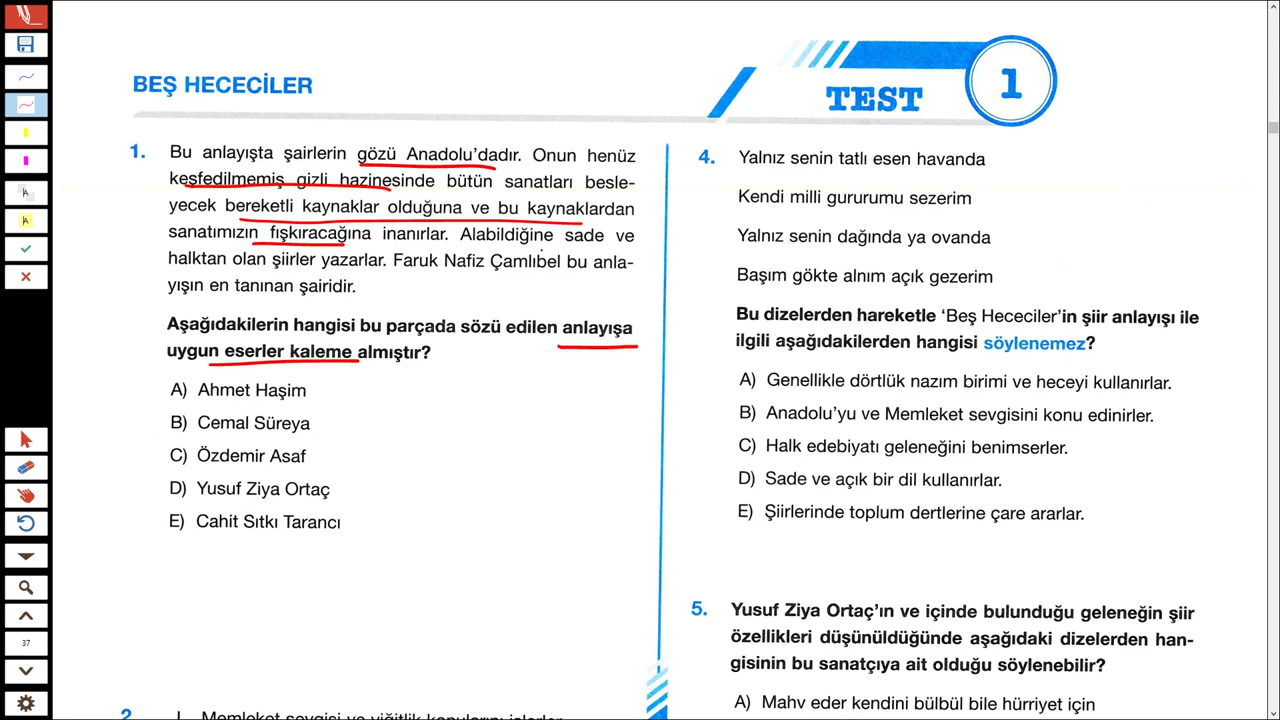 BEŞ HECECİLER
TEST
1
1. Bu anlayışta şairlerin gözü Anadolu'dadır. Onun henüz
keşfedilmemiş gizli hazinesinde bütün sanatları besle-
yecek bereketli kaynaklar olduğuna ve bu kaynaklardan
sanatımızın fışkıracağına inanırlar. Alabildiğine sade ve
halktan olan şiirler yazarlar. Faruk Nafiz Çamlıbel bu anla-
yışın en tanınan şairidir.
Aşağıdakilerin hangisi bu parçada sözü edilen anlayışa
uygun eserler kaleme almıştır?
A) Ahmet Haşim
B) Cemal Süreya
C) Özdemir Asaf
D) Yusuf Ziya Ortaç
E) Cahit Sıtkı Tarancı
2. I. Memleket sevgisi ve yiğitlik konularını işlerler
4. Yalnız senin tatlı esen havanda
Kendi milli gururumu sezerim
Yalnız senin dağında ya ovanda
Başım gökte alnım açık gezerim
Bu dizelerden hareketle 'Beş Hececiler'in şiir anlayışı ile
ilgili aşağıdakilerden hangisi söylenemez?
A) Genellikle dörtlük nazım birimi ve heceyi kullanırlar.
B) Anadolu'yu ve Memleket sevgisini konu edinirler.
C) Halk edebiyatı geleneğini benimserler.
D) Sade ve açık bir dil kullanırlar.
E) Şiirlerinde toplum dertlerine çare ararlar.
5. Yusuf Ziya Ortaç'ın ve içinde bulunduğu geleneğin şiir
özellikleri düşünüldüğünde aşağıdaki dizelerden han-
gisinin bu sanatçıya ait olduğu söylenebilir?
A) Mahv eder kendini bülbül bile hürriyet için
37